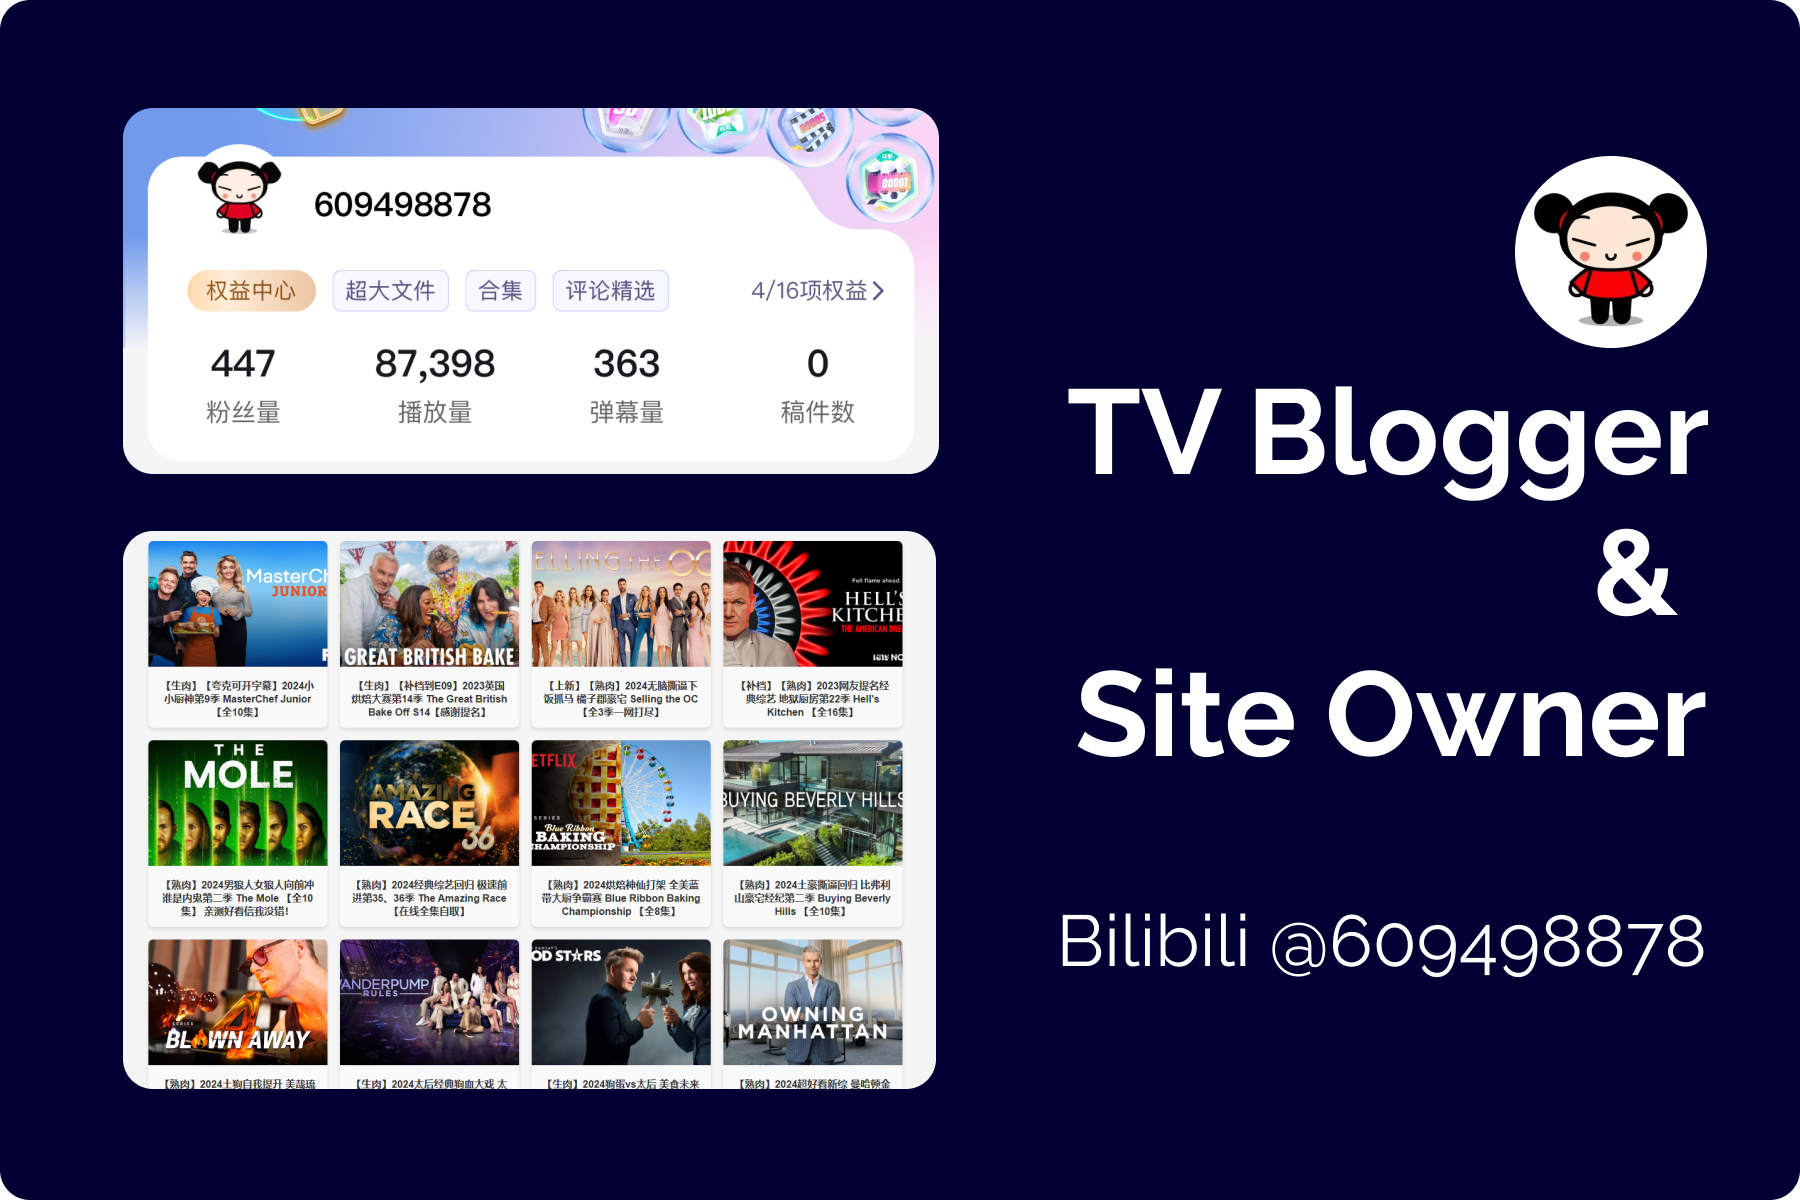 609498878
权益中心 超大文件 合集 评论精选 4/16项权益
447 87,398 363 0
粉丝量 播放量 弹幕量 稿件数
TV Blogger
&
Site Owner
Bilibili @609498878
MasterCh
JUNIOR
GREAT BRITISH BAKE
ELLING THE OC
Full flame ahead.
HELL'S
KITCHE
THE AMERICAN DRE
【生肉】【夸克可开字幕】2024小
小厨神第9季 MasterChef Junior
【全10集】
【生肉】【补档到E09】2023英国
烘焙大赛第14季 The Great British
Bake Off S14【感谢提名】
【上新】【熟肉】2024无脑撕逼下
饭抓马 橘子郡豪宅 Selling the OC
【全3季一网打尽】
【补档】【熟肉】2023网友提名经
典综艺 地狱厨房第22季 Hell's
Kitchen 【全16集】
THE
MOLE
AMAZING
RACE
36
ETFLIX
SERIES
Blue Ribbon
BAKING
CHAMPIONSHIP
BUYING BEVERLY HILLS
【熟肉】2024男狼人女狼人向前冲
谁是内鬼第二季 The Mole 【全10
集】 亲测好看信我没错！
【熟肉】2024经典综艺回归 极速前
进第35、36季 The Amazing Race
【在线全集自取】
【熟肉】2024烘焙神仙打架 全美蓝
带大厨争霸赛 Blue Ribbon Baking
Championship 【全8集】
【熟肉】2024土豪撕逼回归 比弗利
山豪宅经纪第二季 Buying Beverly
Hills 【全10集】
SERIES
4
BLOWN AWAY
ANDERPUMP
RULES
OD STARS
OWNING
MANHATTAN
【熟肉】2024土狗自我提升 美哉琉
【生肉】2024太后经典狗血大戏 太
【生肉】2024狗蛋vs太后 美食未来
【熟肉】2024超好看新综 曼哈顿金